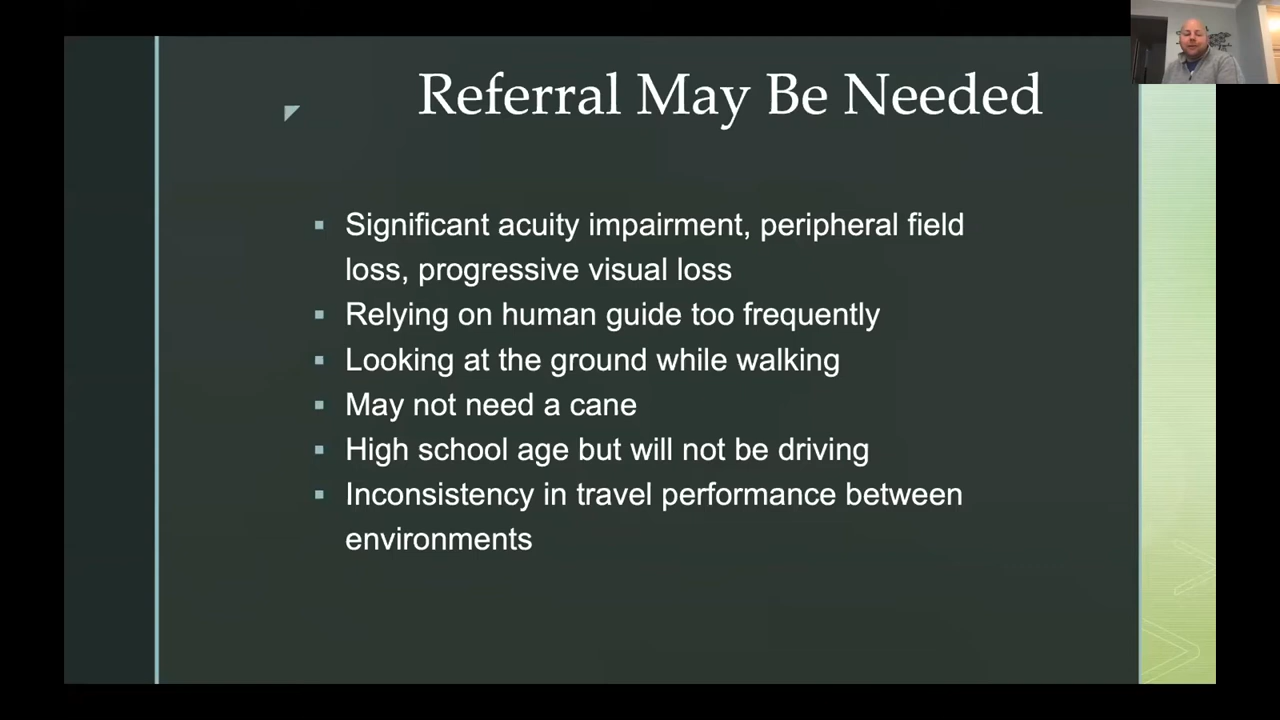 Referral May Be Needed
▪ Significant acuity impairment, peripheral field
loss, progressive visual loss
▪ Relying on human guide too frequently
▪ Looking at the ground while walking
▪ May not need a cane
▪ High school age but will not be driving
▪ Inconsistency in travel performance between
environments